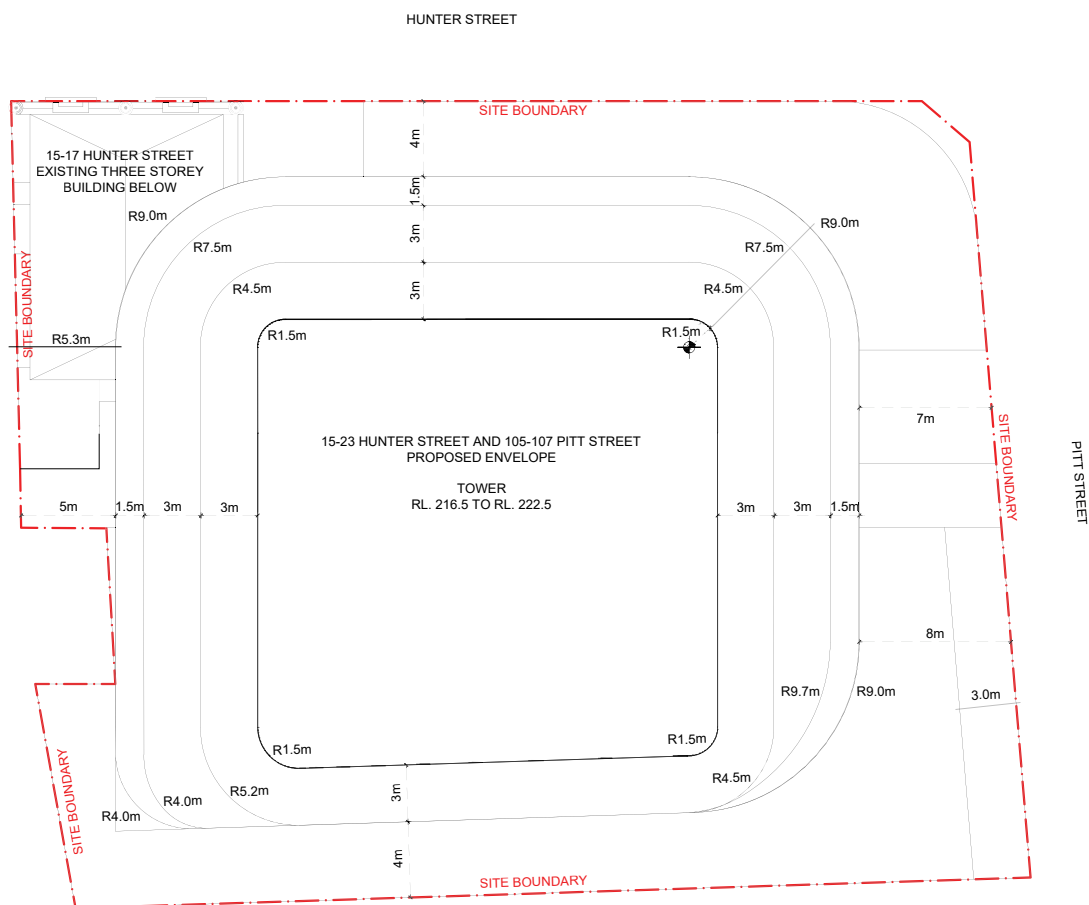 HUNTER STREET
SITE BOUNDARY
4m
15-17 HUNTER STREET
EXISTING THREE STOREY
BUILDING BELOW
1.5m
R9.0m
R9.0m
R7.5m
3m
R7.5m
R4.5m
3m
R4.5m
SITE BOUNDARY
R5.3m
R1.5m
R1.5m
7m
SITE BOUNDARY
PITT STREET
15-23 HUNTER STREET AND 105-107 PITT STREET
PROPOSED ENVELOPE
TOWER
RL. 216.5 TO RL. 222.5
5m
1.5m
3m
3m
3m
3m
1.5m
8m
R9.7m
R9.0m
3.0m
R1.5m
R1.5m
SITE BOUNDARY
R4.0m
R4.0m
R5.2m
3m
R4.5m
4m
SITE BOUNDARY